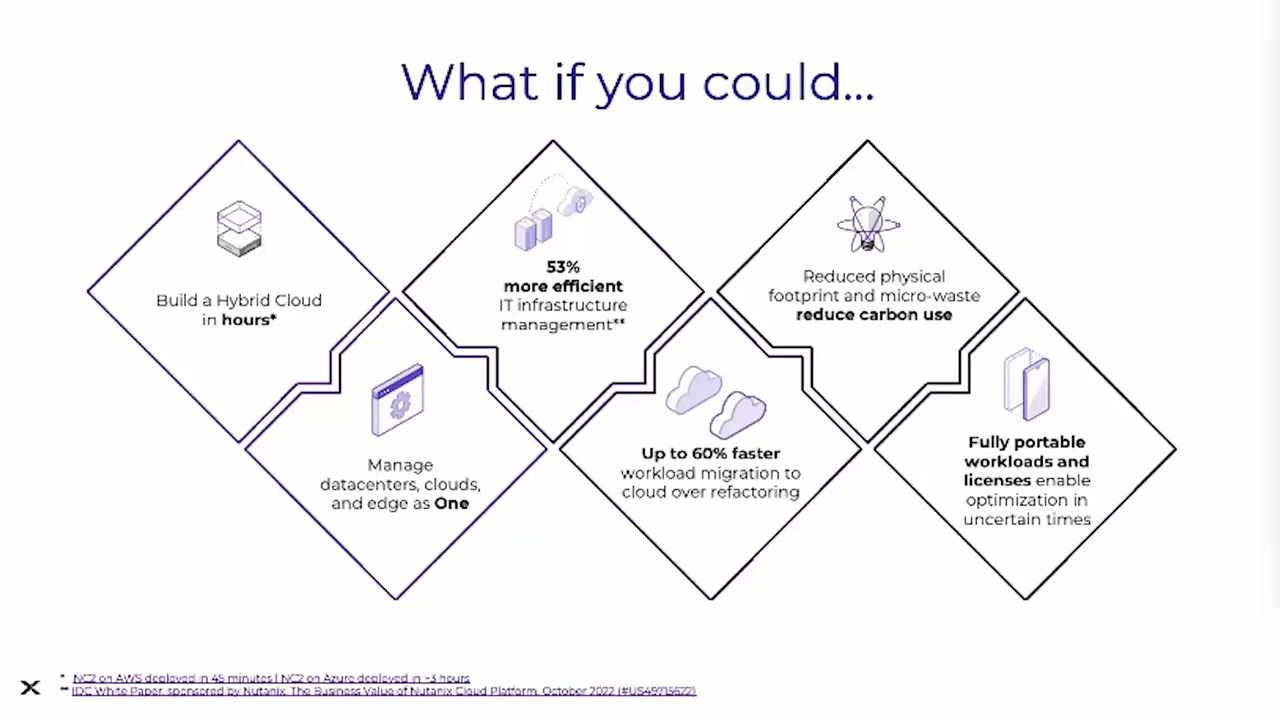 What if you could...
Build a Hybrid Cloud
in hours*
53%
more efficient
IT infrastructure
management**
Reduced physical
footprint and micro-waste
reduce carbon use
Manage
datacenters, clouds,
and edge as One
Up to 60% faster
workload migration to
cloud over refactoring
Fully portable
workloads and
licenses enable
optimization in
uncertain times
* NC2 on AWS deployed in 45 minutes | NC2 on Azure deployed in ~3 hours
** IDC White Paper, sponsored by Nutanix, The Business Value of Nutanix Cloud Platform, October 2022